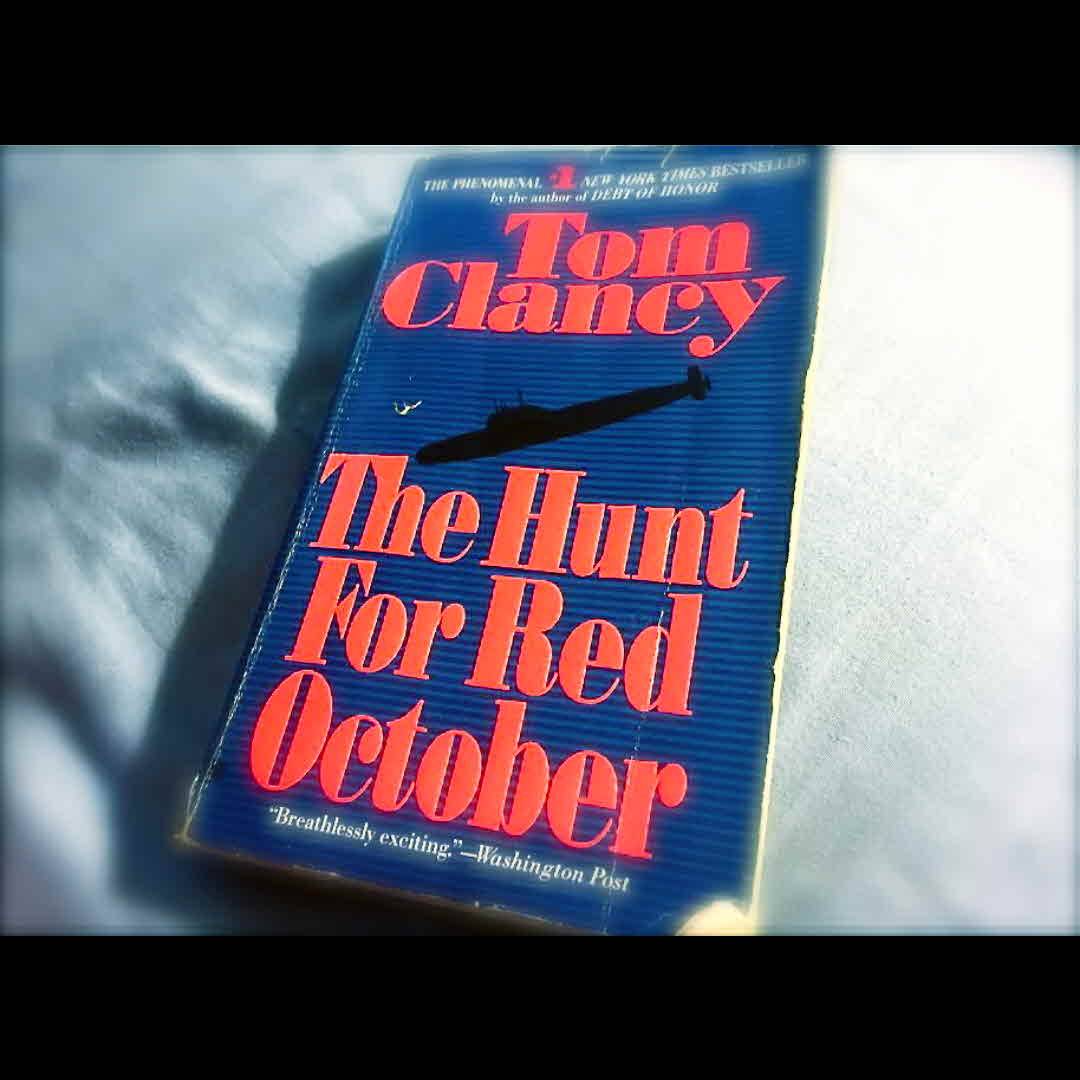 THE PHENOMENAL #1 NEW YORK TIMES BESTSELLER
by the author of DEBT OF HONOR
Tom
Clancy
The Hunt
For Red
October
“Breathlessly exciting.”—Washington Post